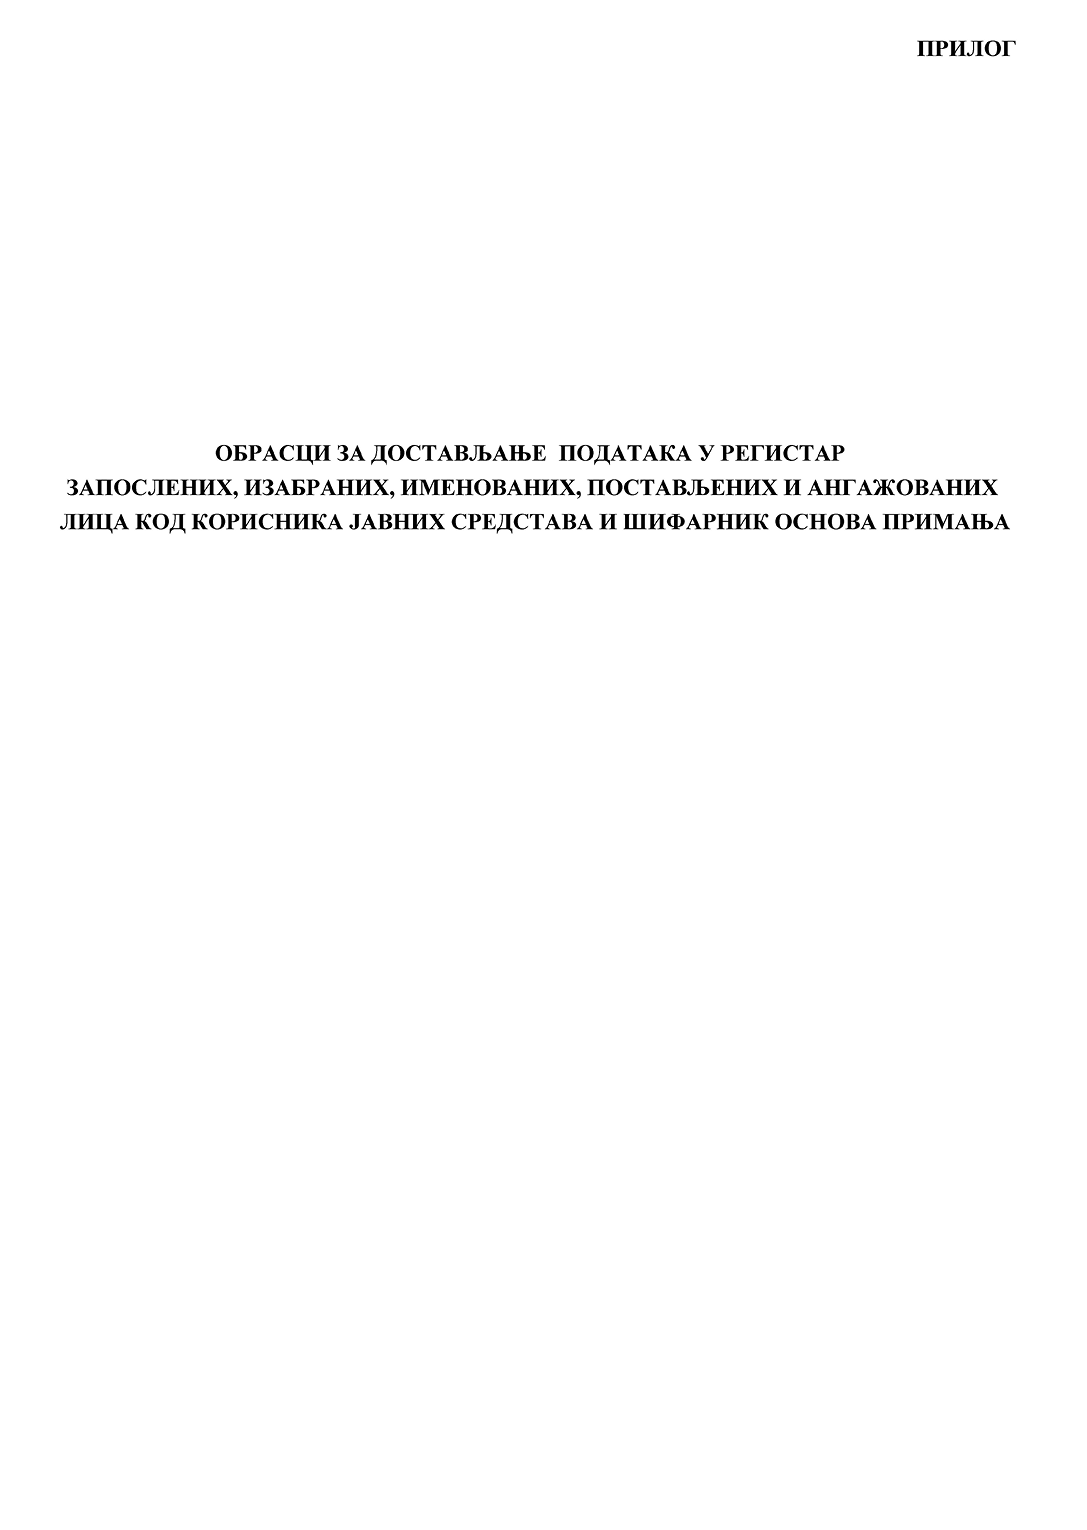 ПРИЛОГ
ОБРАСЦИ ЗА ДОСТАВЉАЊЕ ПОДАТАКА У РЕГИСТАР
ЗАПОСЛЕНИХ, ИЗАБРАНИХ, ИМЕНОВАНИХ, ПОСТАВЉЕНИХ И АНГАЖОВАНИХ
ЛИЦА КОД КОРИСНИКА ЈАВНИХ СРЕДСТАВА И ШИФАРНИК ОСНОВА ПРИМАЊА